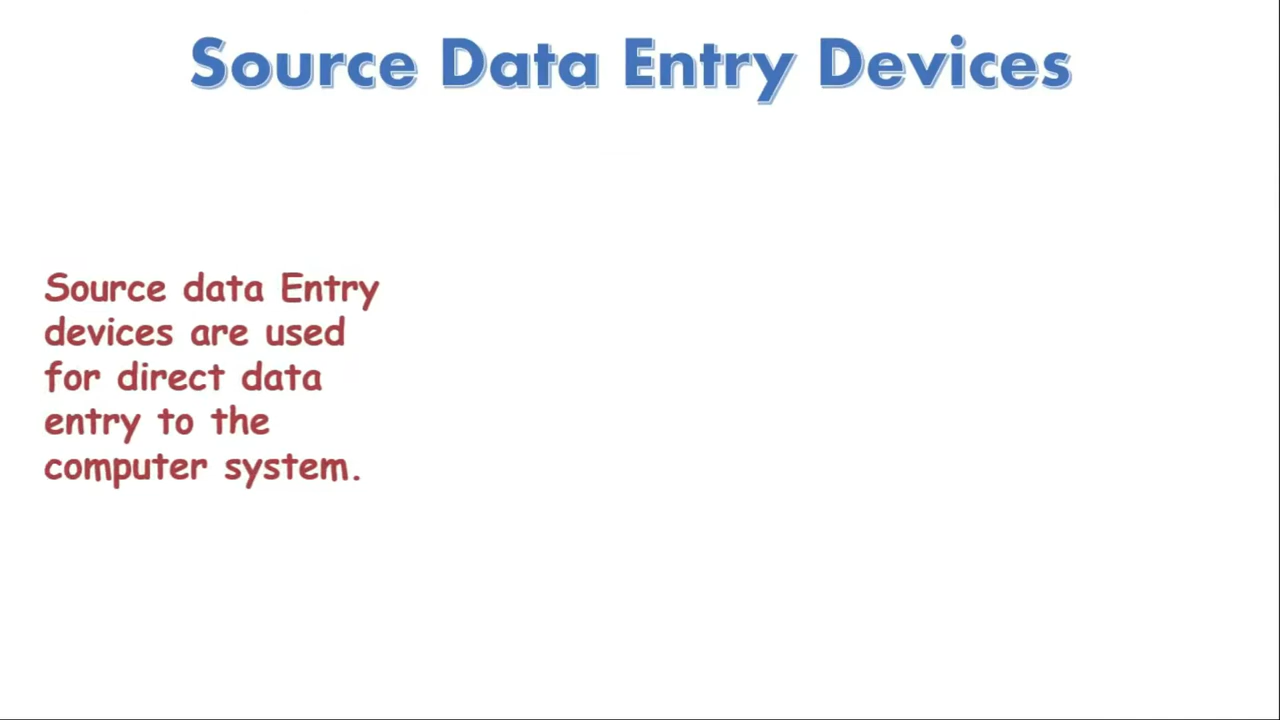 Source Data Entry Devices
Source data Entry
devices are used
for direct data
entry to the
computer system.